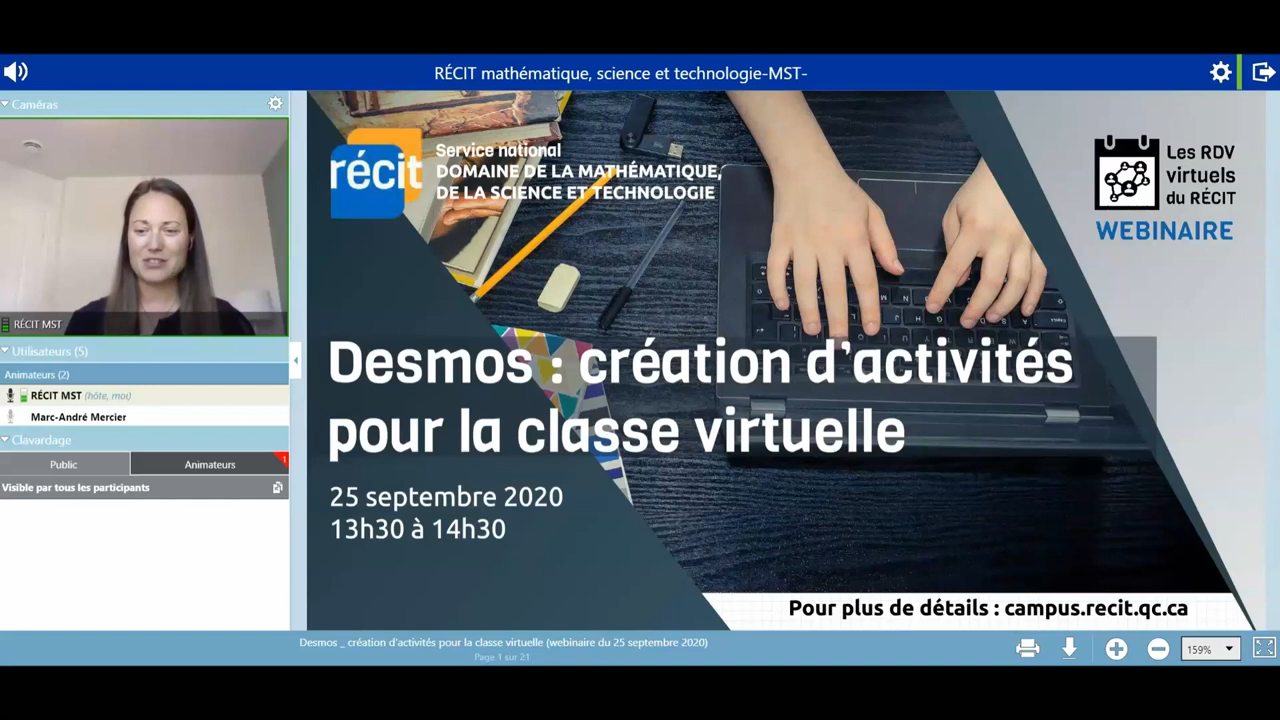 RÉCIT mathématique, science et technologie-MST-
Caméras
RÉCIT MST
Utilisateurs (5)
Animateurs (2)
RÉCIT MST (hôte, moi)
Marc-André Mercier
Clavardage
Public
Animateurs
1
Visible par tous les participants
récit
Service national
DOMAINE DE LA MATHÉMATIQUE,
DE LA SCIENCE ET TECHNOLOGIE
Les RDV
virtuels
du RÉCIT
WEBINAIRE
Desmos : création d'activités
pour la classe virtuelle
25 septembre 2020
13h30 à 14h30
Pour plus de détails : campus.recit.qc.ca
Desmos _ création d'activités pour la classe virtuelle (webinaire du 25 septembre 2020)
Page 1 sur 21
159%